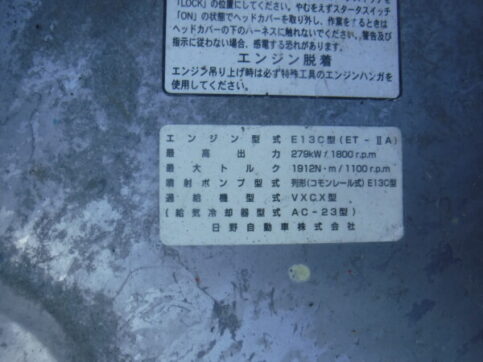 「LOCK」の位置にしてください。やむをえずスタータスイッチ
「ON」の状態でヘッドカバーを取り外し、作業をするときは
ヘッドカバーの下のハーネスに触れないでください。警告及び
指示に従わない場合、感電する恐れがあります。
エンジン脱着
エンジン吊り上げ時は必ず特殊工具のエンジンハンガを
使用してください。
エンジン型式 E13C型(ET-ⅡA)
最高出力 279kW/1800r.p.m
最大トルク 1912N・m/1100r.p.m
噴射ポンプ型式 列形(コモンレール式)E13C型
過給機型式 VXCX型
(給気冷却器型式 AC-23型)
日野自動車株式会社